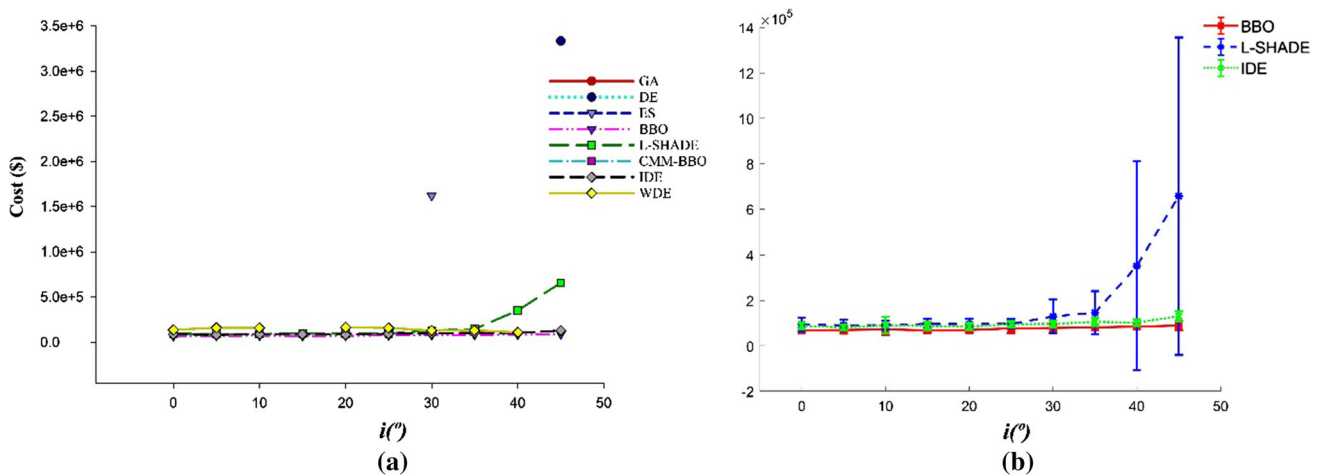 3.5e+6
3.0e+6
2.5e+6
2.0e+6
1.5e+6
1.0e+6
5.0e+5
0.0
Cost ($)
0 10 20 30 40 50
i(º)
GA
DE
ES
BBO
L-SHADE
CMM-BBO
IDE
WDE
(a)
×10⁵
14
12
10
8
6
4
2
0
-2
0 10 20 30 40 50
i(º)
BBO
L-SHADE
IDE
(b)